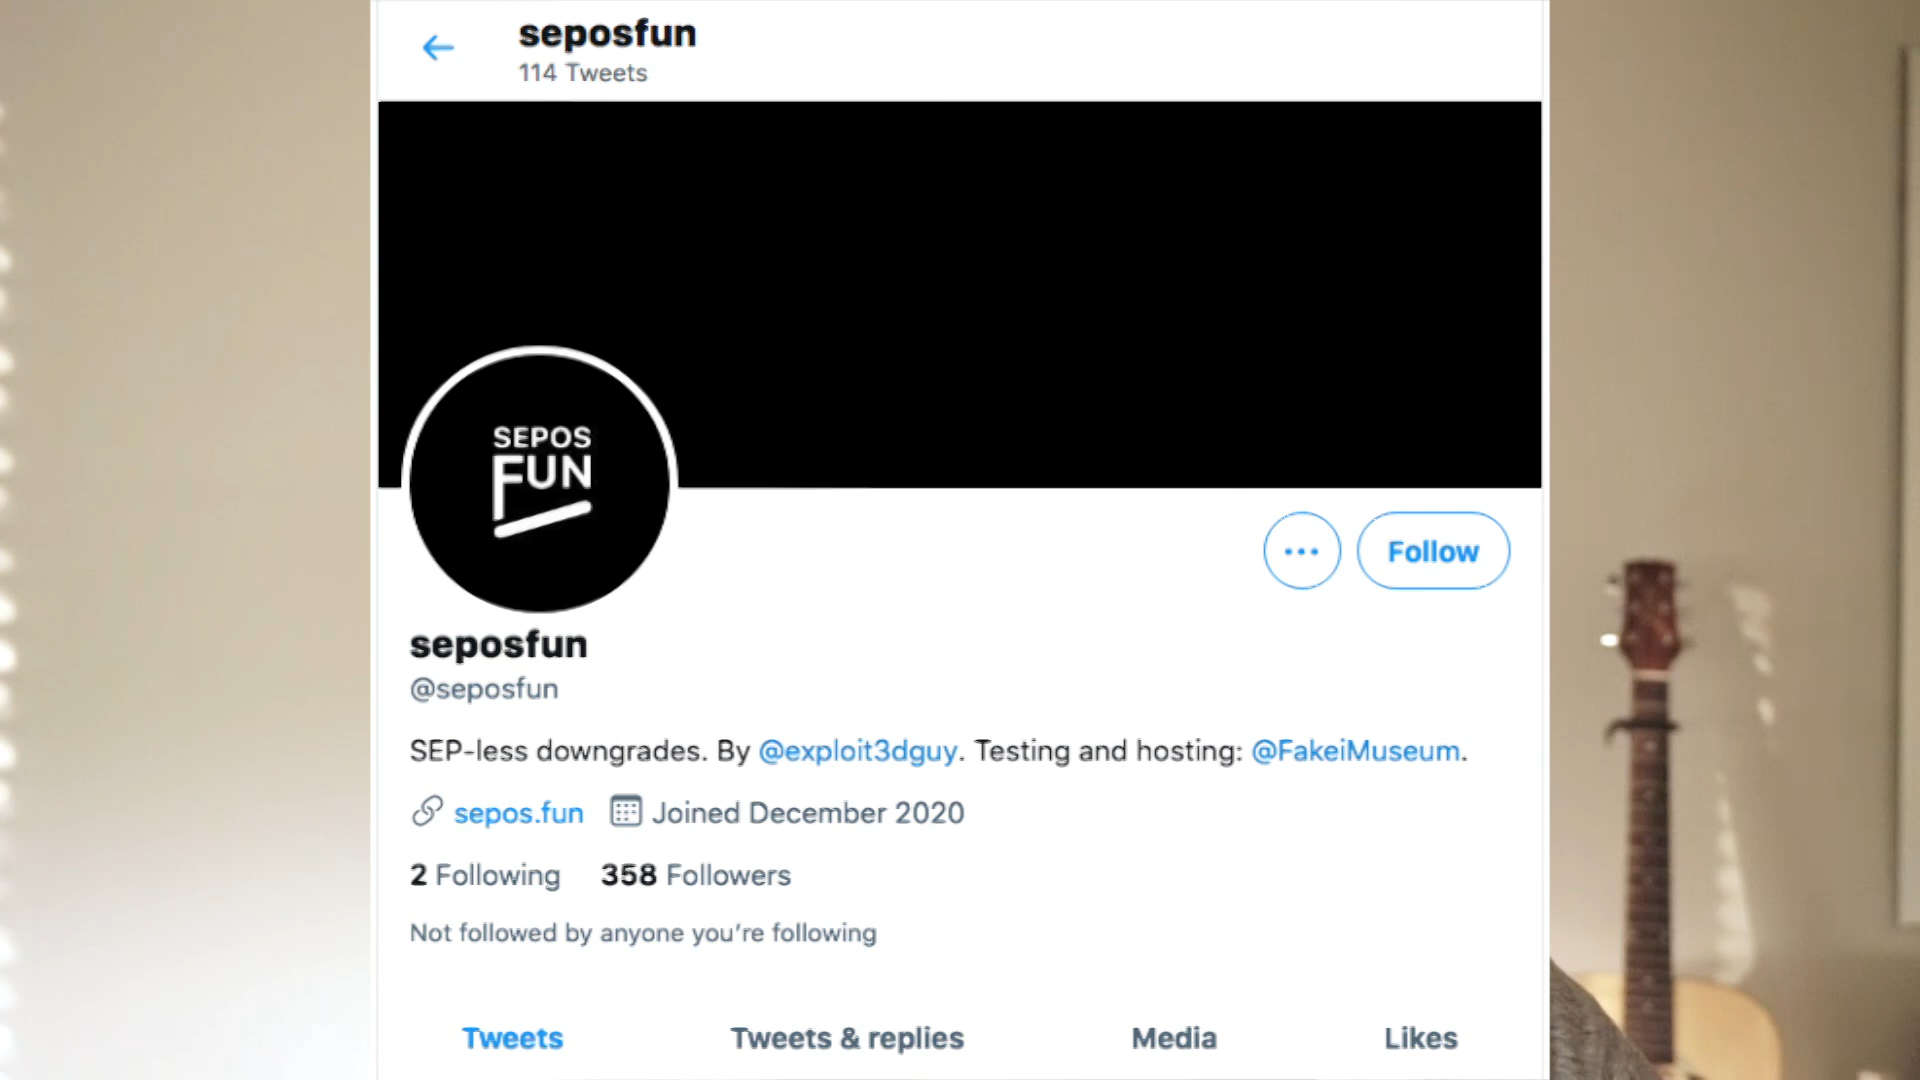 seposfun
114 Tweets
SEPOS
FUN
Follow
seposfun
@seposfun
SEP-less downgrades. By @exploit3dguy. Testing and hosting: @FakeiMuseum.
sepos.fun Joined December 2020
2 Following 358 Followers
Not followed by anyone you're following
Tweets Tweets & replies Media Likes